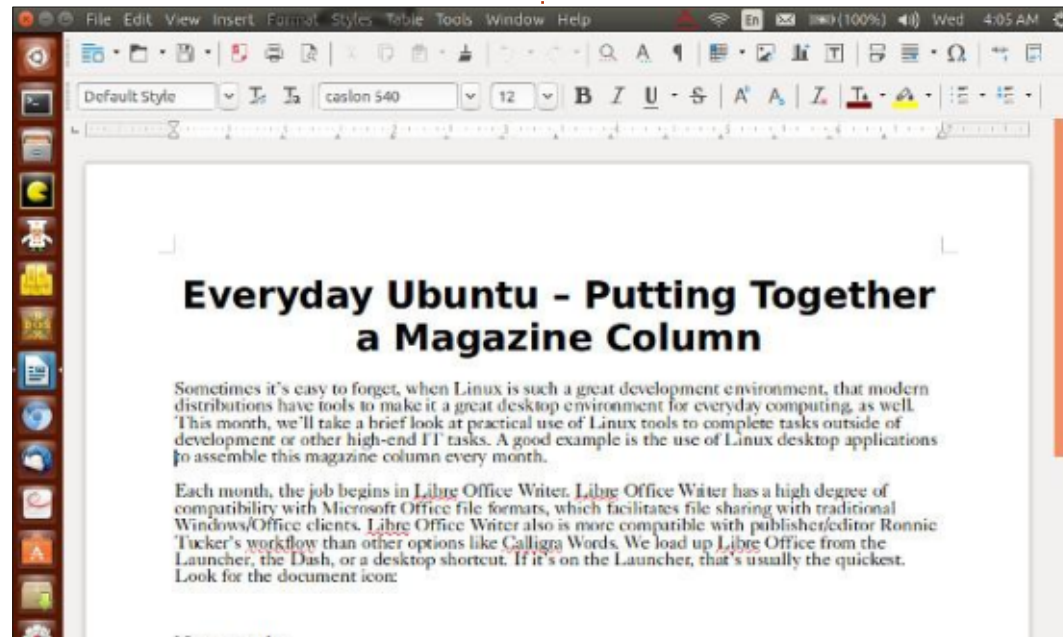 File Edit View Insert Format Styles Table Tools Window Help En (100%) Wed 4:05 AM
Default Style caslon 540 12 B I U S
Everyday Ubuntu – Putting Together
a Magazine Column
Sometimes it's easy to forget, when Linux is such a great development environment, that modern
distributions have tools to make it a great desktop environment for everyday computing, as well.
This month, we'll take a brief look at practical use of Linux tools to complete tasks outside of
development or other high-end IT tasks. A good example is the use of Linux desktop applications
to assemble this magazine column every month.
Each month, the job begins in Libre Office Writer. Libre Office Writer has a high degree of
compatibility with Microsoft Office file formats, which facilitates file sharing with traditional
Windows/Office clients. Libre Office Writer also is more compatible with publisher/editor Ronnie
Tucker's workflow than other options like Calligra Words. We load up Libre Office from the
Launcher, the Dash, or a desktop shortcut. If it's on the Launcher, that's usually the quickest.
Look for the document icon: